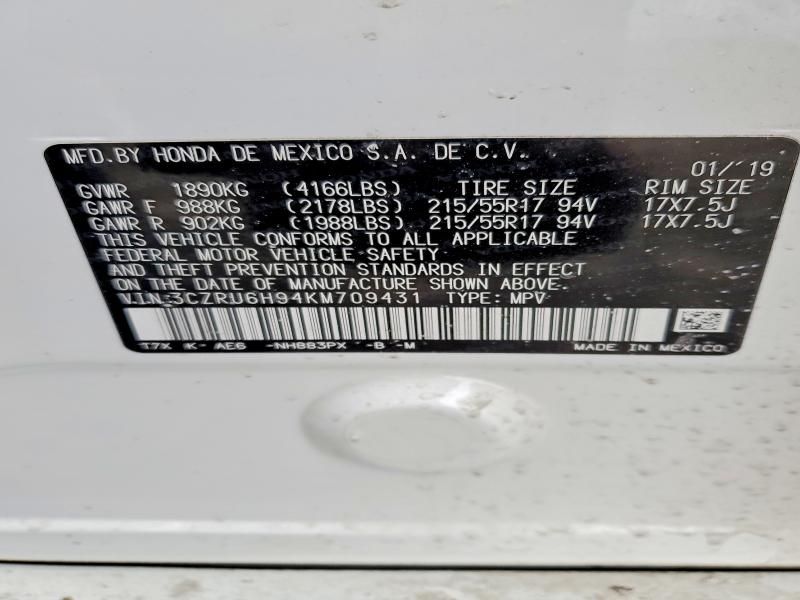 MFD.BY HONDA DE MEXICO S.A. DE C.V. 01/'19
GVWR 1890KG (4166LBS) TIRE SIZE RIM SIZE
GAWR F 988KG (2178LBS) 215/55R17 94V 17X7.5J
GAWR R 902KG (1988LBS) 215/55R17 94V 17X7.5J
THIS VEHICLE CONFORMS TO ALL APPLICABLE
FEDERAL MOTOR VEHICLE SAFETY
AND THEFT PREVENTION STANDARDS IN EFFECT
ON THE DATE OF MANUFACTURE SHOWN ABOVE.
V.I.N.:3CZRU6H94KM709431 TYPE: MPV
T7X K- AE6 -NH883PX -B -M MADE IN MEXICO